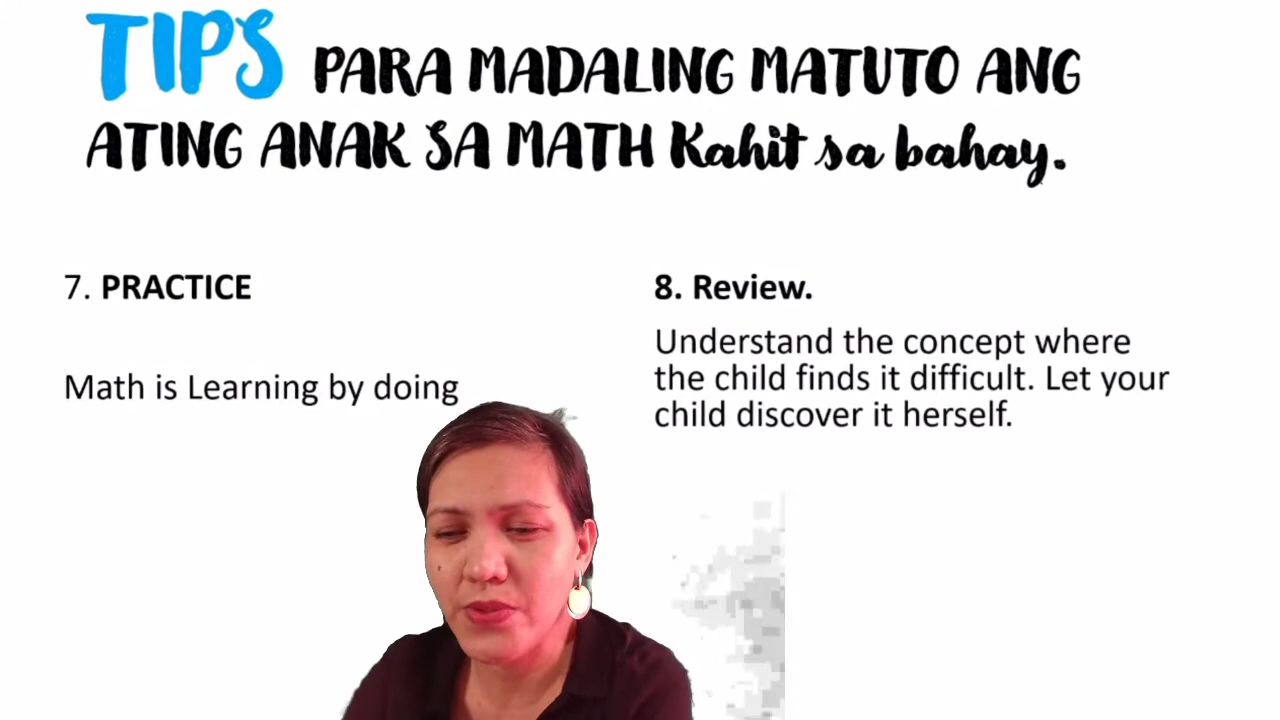 TIPS PARA MADALING MATUTO ANG
ATING ANAK SA MATH Kahit sa bahay.
7. PRACTICE
Math is Learning by doing
8. Review.
Understand the concept where
the child finds it difficult. Let your
child discover it herself.